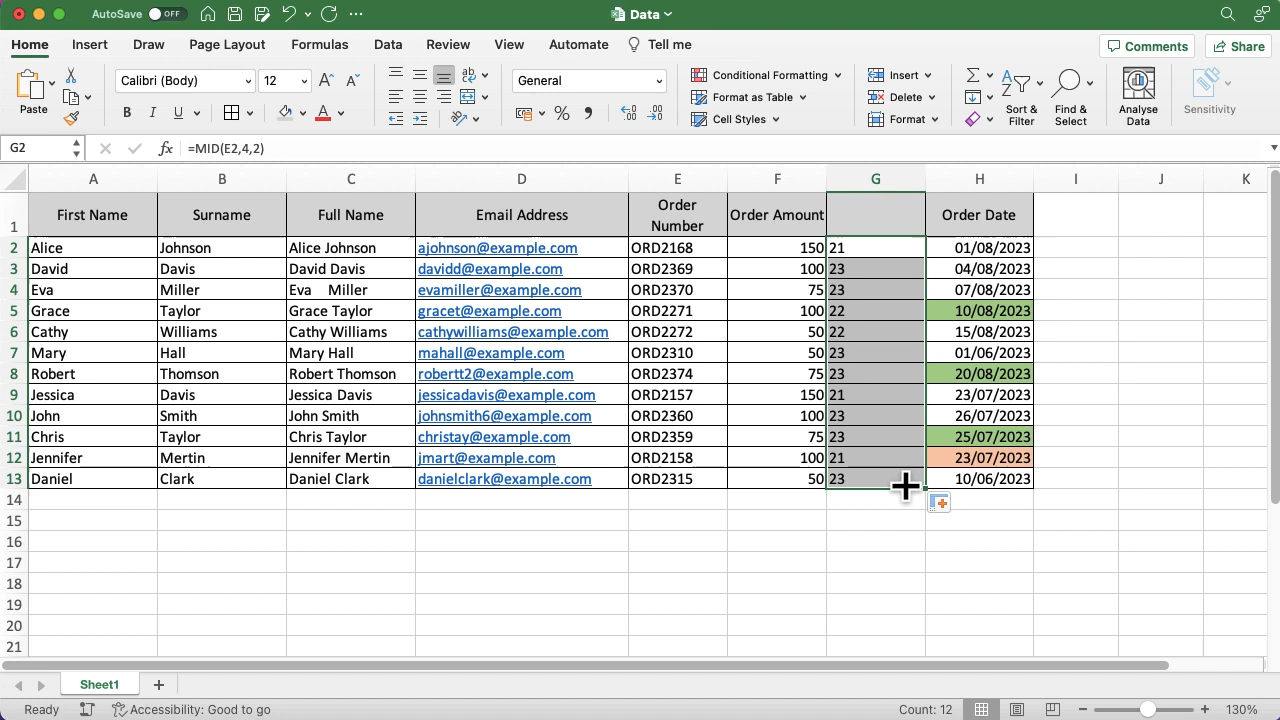 AutoSave OFF Data
Home Insert Draw Page Layout Formulas Data Review View Automate Tell me Comments Share
Paste Calibri (Body) 12 General Conditional Formatting Format as Table Cell Styles Insert Delete Format Sort & Filter Find & Select Analyse Data Sensitivity
B I U A
G2 fx =MID(E2,4,2)
A B C D E F G H I J K
1 First Name Surname Full Name Email Address Order Number Order Amount Order Date
2 Alice Johnson Alice Johnson ajohnson@example.com ORD2168 150 21 01/08/2023
3 David Davis David Davis davidd@example.com ORD2369 100 23 04/08/2023
4 Eva Miller Eva    Miller evamiller@example.com ORD2370 75 23 07/08/2023
5 Grace Taylor Grace Taylor gracet@example.com ORD2271 100 22 10/08/2023
6 Cathy Williams Cathy Williams cathywilliams@example.com ORD2272 50 22 15/08/2023
7 Mary Hall Mary Hall mahall@example.com ORD2310 50 23 01/06/2023
8 Robert Thomson Robert Thomson robertt2@example.com ORD2374 75 23 20/08/2023
9 Jessica Davis Jessica Davis jessicadavis@example.com ORD2157 150 21 23/07/2023
10 John Smith John Smith johnsmith6@example.com ORD2360 100 23 26/07/2023
11 Chris Taylor Chris Taylor christay@example.com ORD2359 75 23 25/07/2023
12 Jennifer Mertin Jennifer Mertin jmart@example.com ORD2158 100 21 23/07/2023
13 Daniel Clark Daniel Clark danielclark@example.com ORD2315 50 23 10/06/2023
14
15
16
17
18
19
20
21
Sheet1
Ready Accessibility: Good to go Count: 12 130%